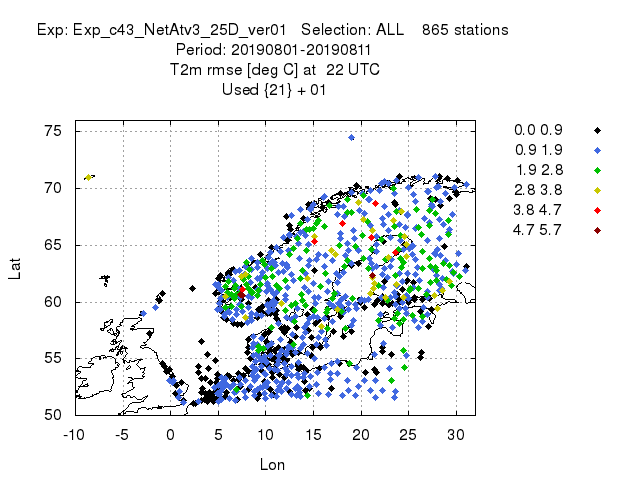 Exp: Exp_c43_NetAtv3_25D_ver01 Selection: ALL 865 stations
Period: 20190801-20190811
T2m rmse [deg C] at 22 UTC
Used {21} + 01
0.0 0.9
0.9 1.9
1.9 2.8
2.8 3.8
3.8 4.7
4.7 5.7
75
70
65
60
55
50
Lat
-10 -5 0 5 10 15 20 25 30
Lon